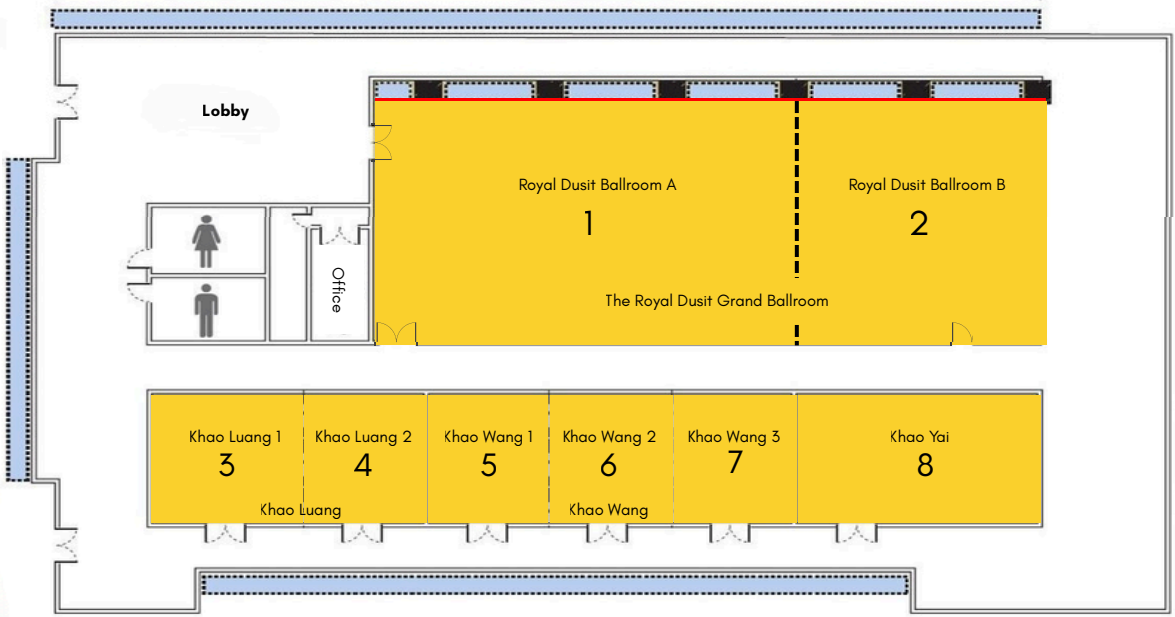 Lobby
Royal Dusit Ballroom A
1
Royal Dusit Ballroom B
2
The Royal Dusit Grand Ballroom
Office
Khao Luang 1
3
Khao Luang 2
4
Khao Wang 1
5
Khao Wang 2
6
Khao Wang 3
7
Khao Yai
8
Khao Luang
Khao Wang